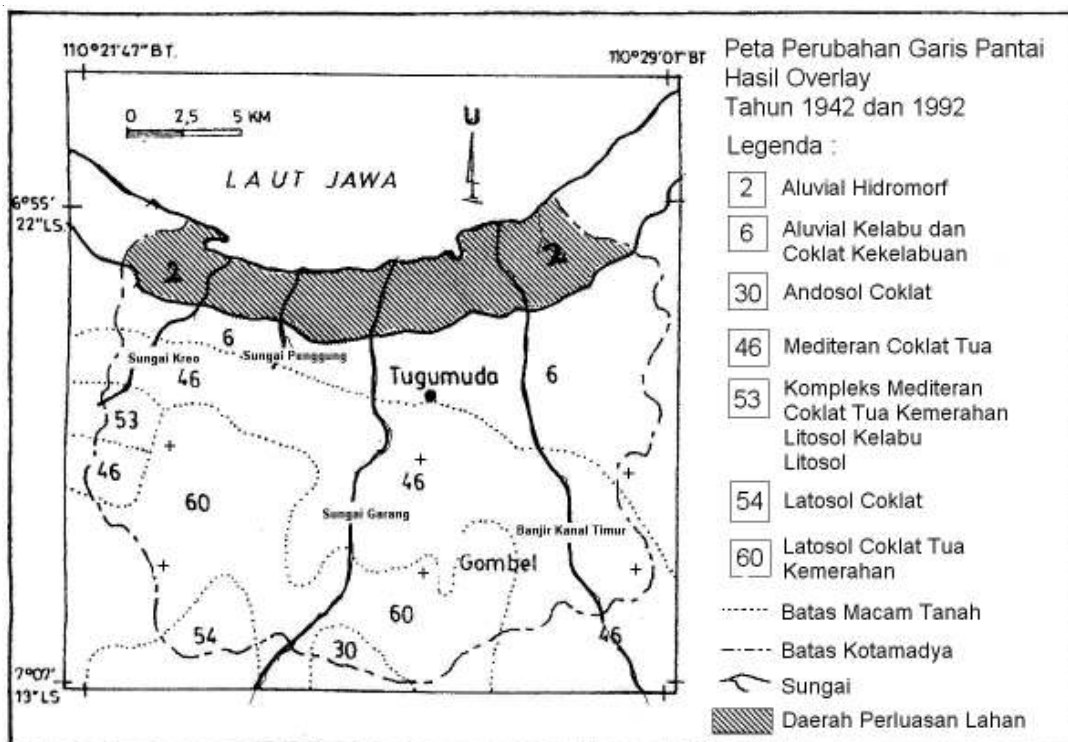 110°21'47"BT.
110°29'01"BT
0 2,5 5 KM
U
LAUT JAWA
6°55'
22"LS.
2
2
6
Sungai Kreo
Sungai Penggung
46
Tugumuda
6
53
46
60
46
Sungai Garang
Banjir Kanal Timur
Gombel
60
54
30
46
7°07'
13"LS.
Peta Perubahan Garis Pantai
Hasil Overlay
Tahun 1942 dan 1992
Legenda :
2 Aluvial Hidromorf
6 Aluvial Kelabu dan
Coklat Kekelabuan
30 Andosol Coklat
46 Mediteran Coklat Tua
53 Kompleks Mediteran
Coklat Tua Kemerahan
Litosol Kelabu
Litosol
54 Latosol Coklat
60 Latosol Coklat Tua
Kemerahan
Batas Macam Tanah
Batas Kotamadya
Sungai
Daerah Perluasan Lahan